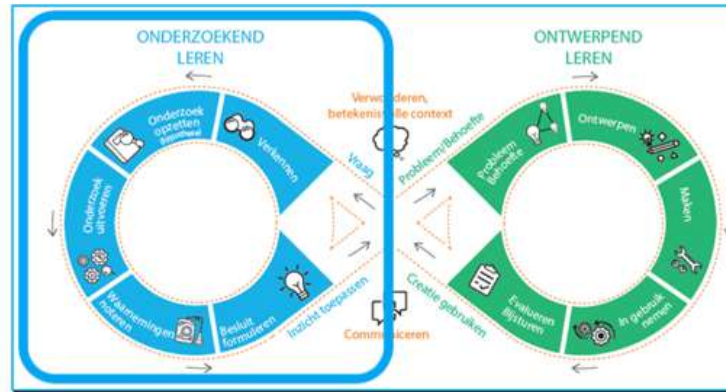 ONDERZOEKEND
LEREN
ONTWERPEND
LEREN
Verwonderen,
betekenisvolle context
Vraag
Probleem/Behoefte
Verkennen
Onderzoek
opzetten
(hypothese)
Onderzoek
uitvoeren
Waarnemingen
noteren
Besluit
formuleren
Inzicht toepassen
Probleem
Behoefte
Ontwerpen
Maken
In gebruik
nemen
Evalueren
Bijsturen
Creatie gebruiken
Communiceren